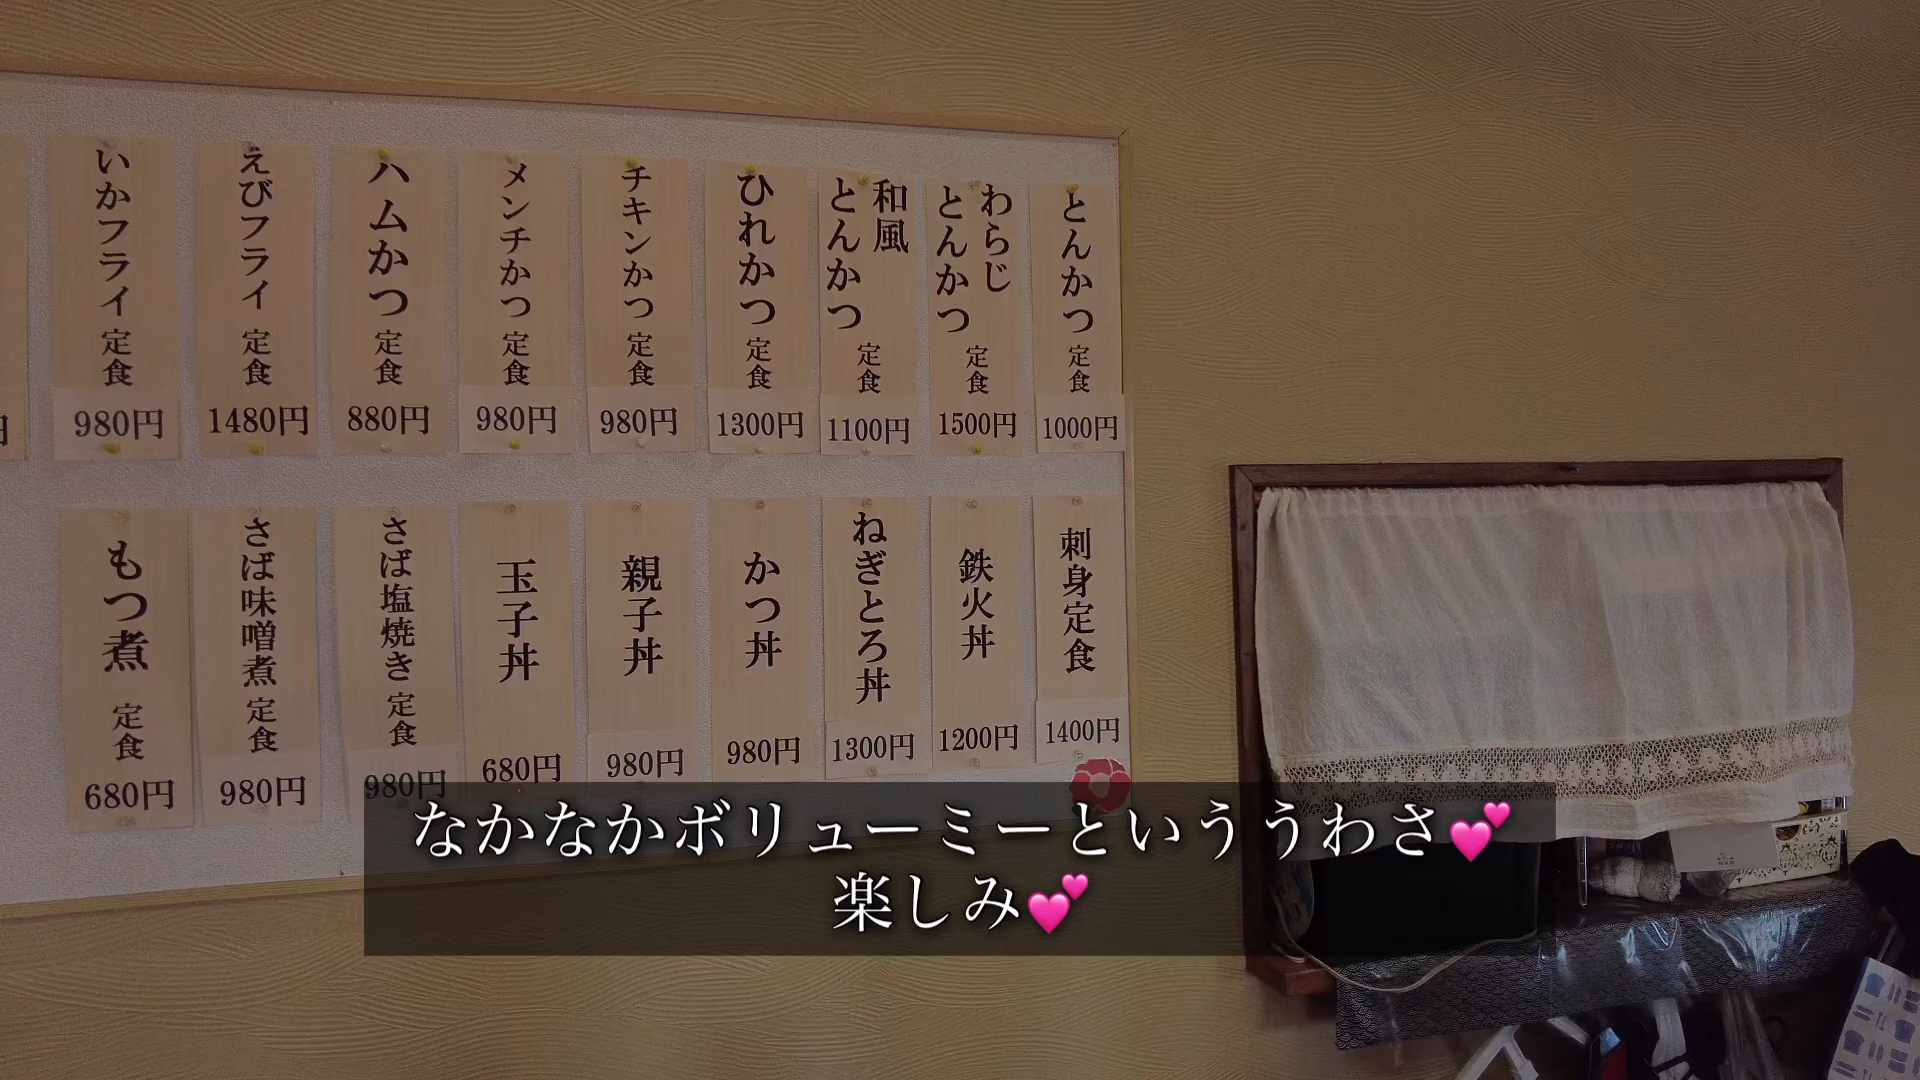 とんかつ定食
1000円
わらじ
とんかつ
定食
1500円
和風
とんかつ
定食
1100円
ひれかつ定食
1300円
チキンかつ定食
980円
メンチかつ定食
980円
ハムかつ定食
880円
えびフライ定食
1480円
いかフライ定食
980円
円
刺身定食
1400円
鉄火丼
1200円
ねぎとろ丼
1300円
かつ丼
980円
親子丼
980円
玉子丼
680円
さば塩焼き定食
980円
さば味噌煮定食
980円
もつ煮定食
680円
なかなかボリューミーといううわさ💕
楽しみ💕